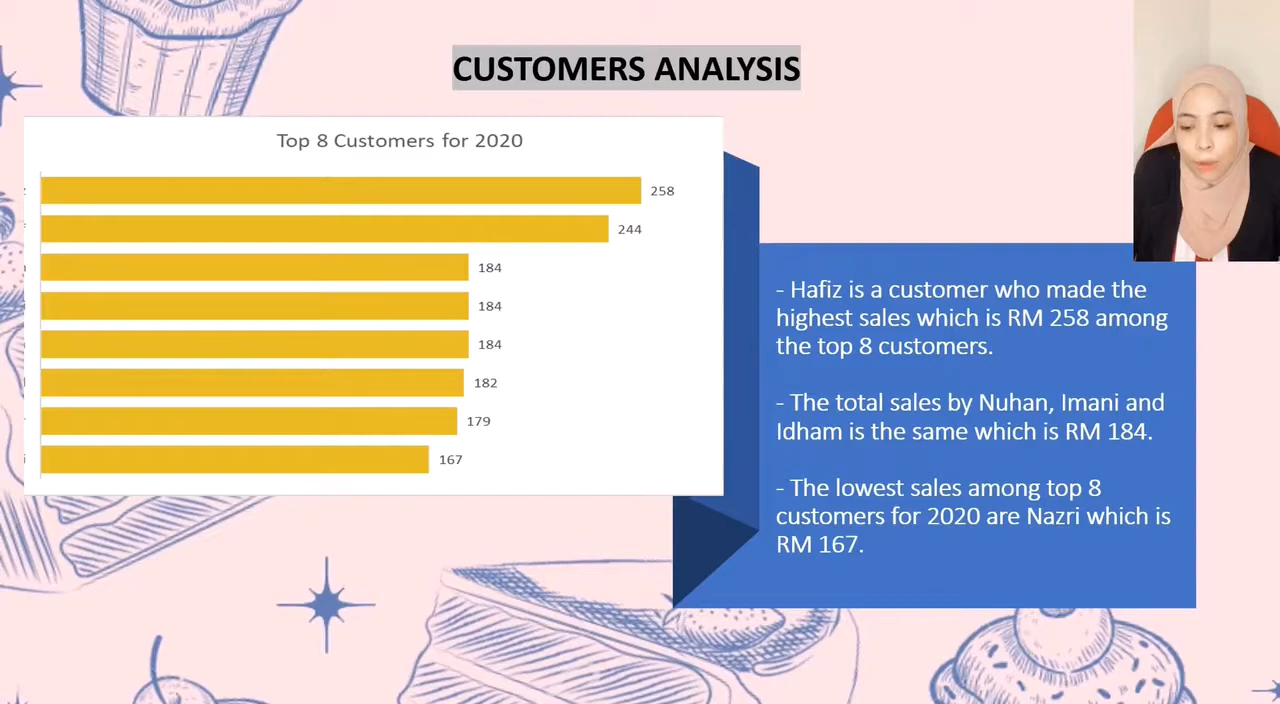 CUSTOMERS ANALYSIS
Top 8 Customers for 2020
258
244
184
184
184
182
179
167
- Hafiz is a customer who made the
highest sales which is RM 258 among
the top 8 customers.
- The total sales by Nuhan, Imani and
Idham is the same which is RM 184.
- The lowest sales among top 8
customers for 2020 are Nazri which is
RM 167.